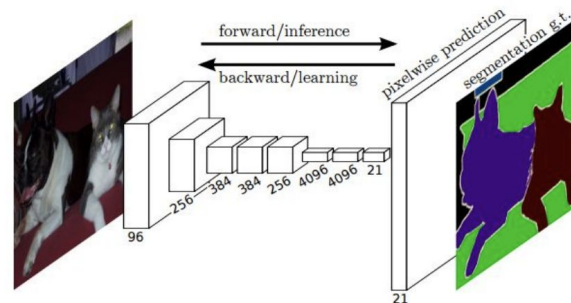 forward/inference
backward/learning
pixelwise prediction
segmentation g.t.
96
256
384
384
256
4096
4096
21
21